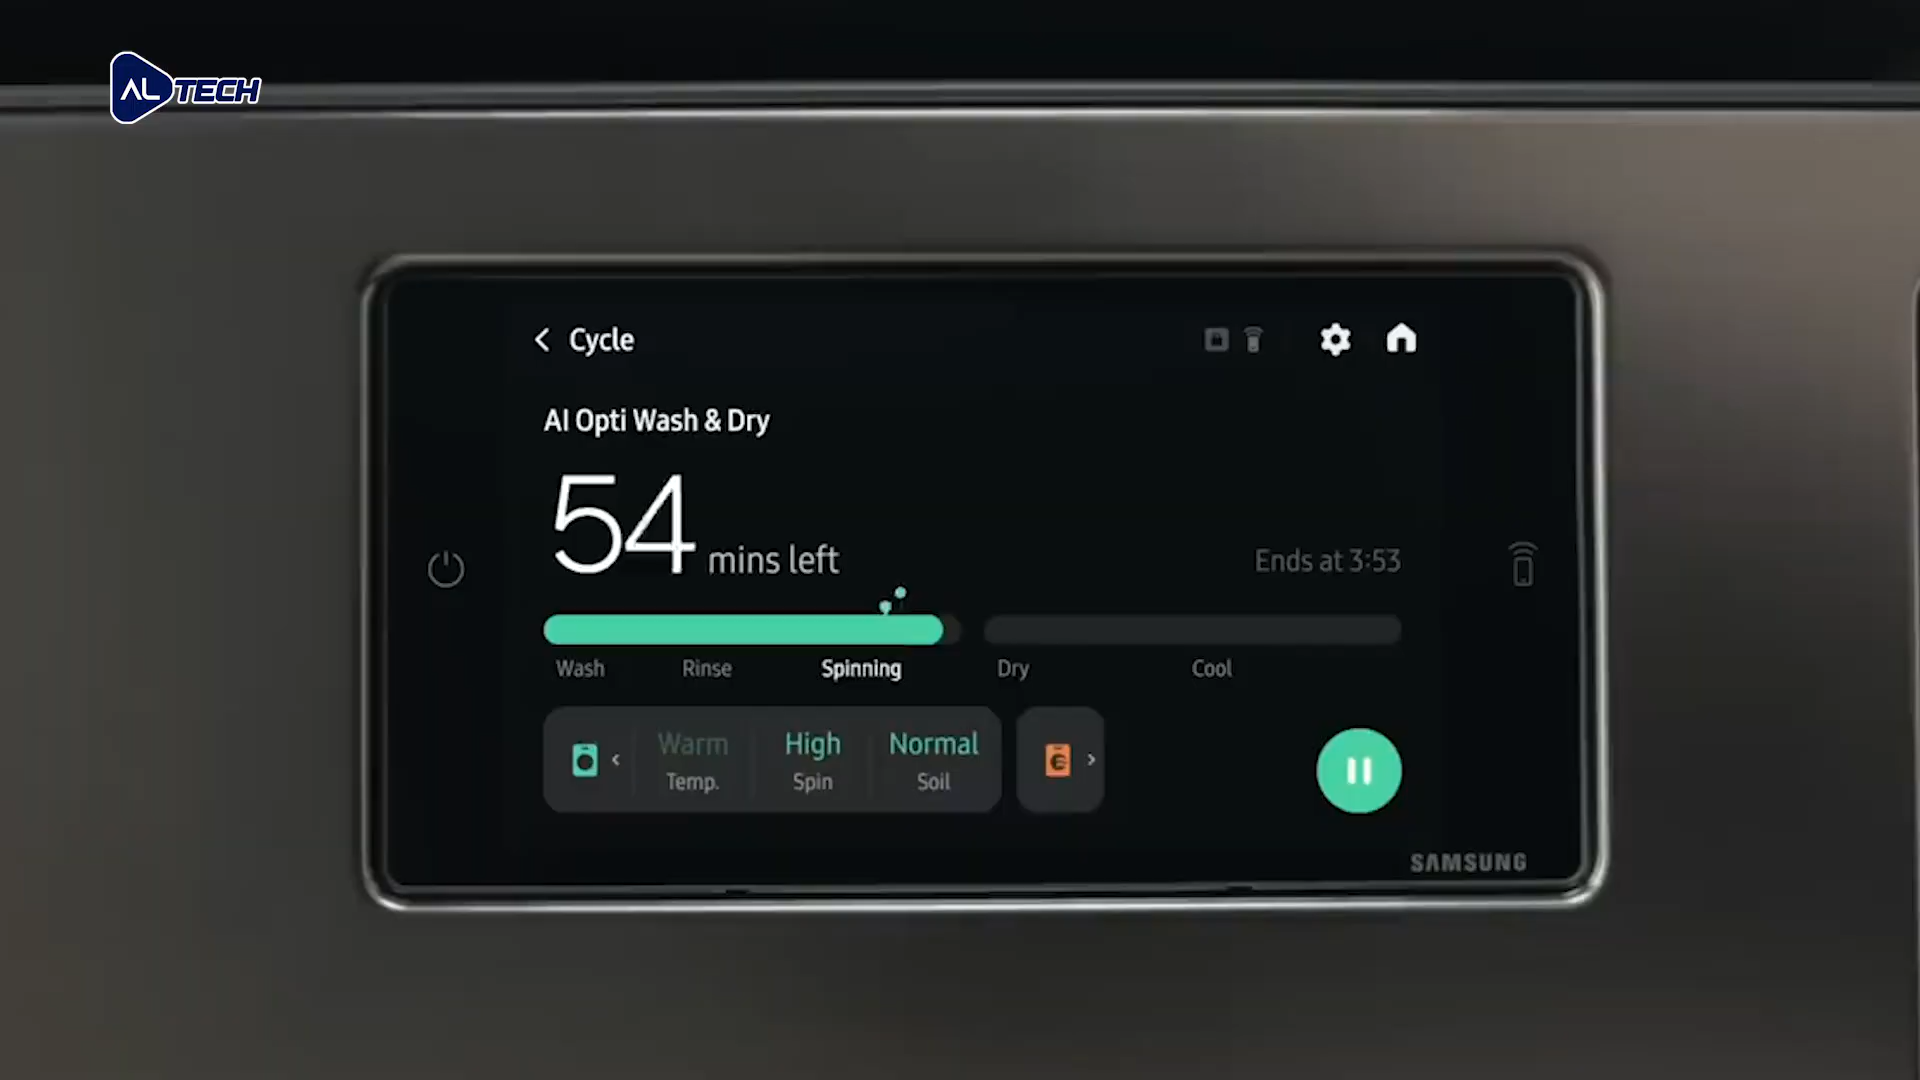 AL TECH
Cycle
AI Opti Wash & Dry
54 mins left
Ends at 3:53
Wash Rinse Spinning Dry Cool
Warm High Normal
Temp. Spin Soil
SAMSUNG